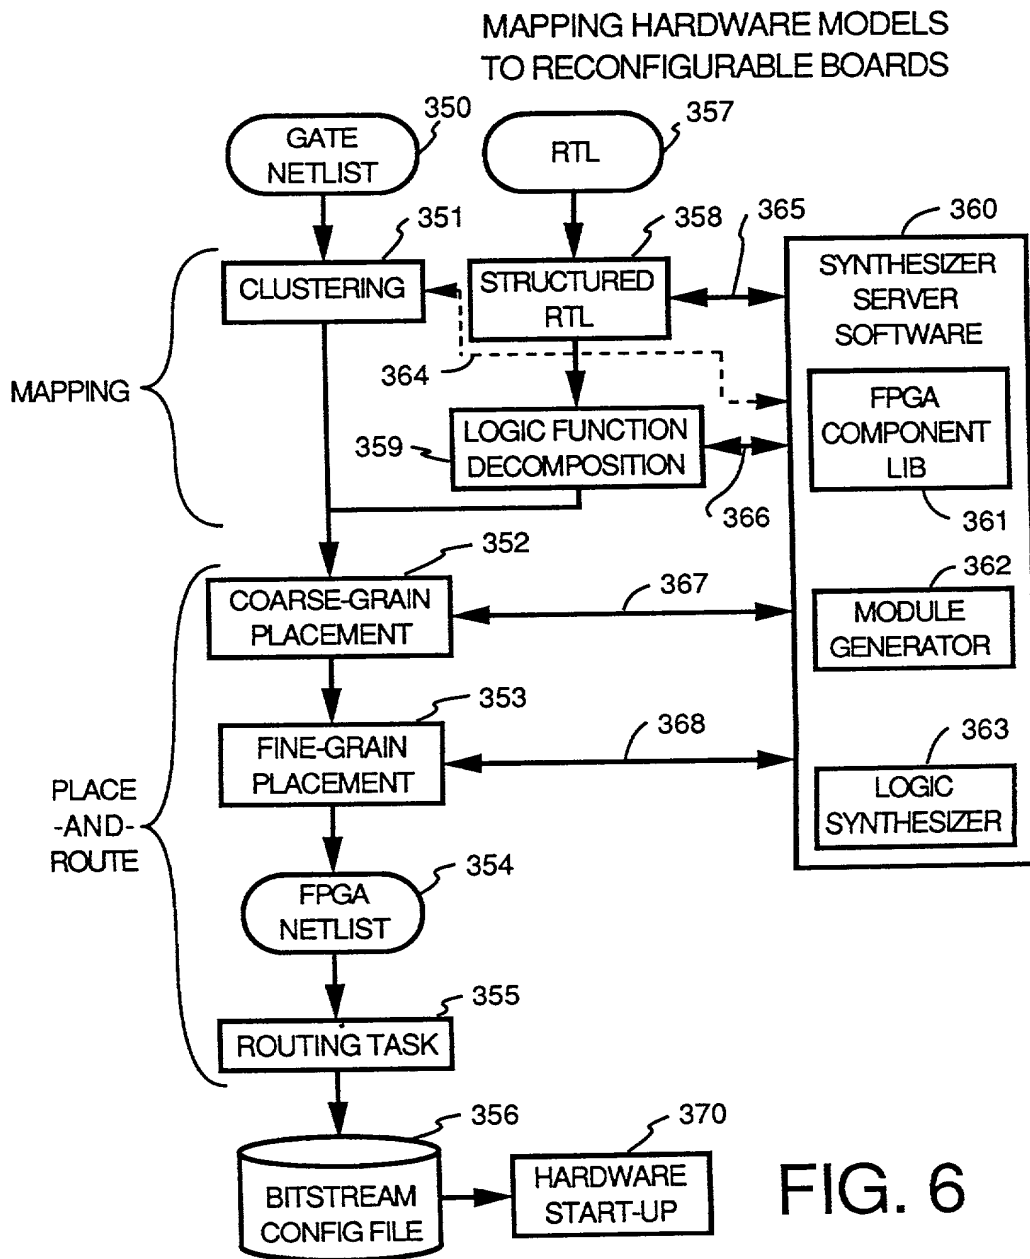 MAPPING HARDWARE MODELS
TO RECONFIGURABLE BOARDS
350
357
GATE
NETLIST
RTL
351
358
365
360
CLUSTERING
STRUCTURED
RTL
SYNTHESIZER
SERVER
SOFTWARE
364
MAPPING
359
LOGIC FUNCTION
DECOMPOSITION
366
FPGA
COMPONENT
LIB
361
352
COARSE-GRAIN
PLACEMENT
367
362
MODULE
GENERATOR
353
FINE-GRAIN
PLACEMENT
368
363
LOGIC
SYNTHESIZER
PLACE
-AND-
ROUTE
354
FPGA
NETLIST
355
ROUTING TASK
356
BITSTREAM
CONFIG FILE
370
HARDWARE
START-UP
FIG. 6